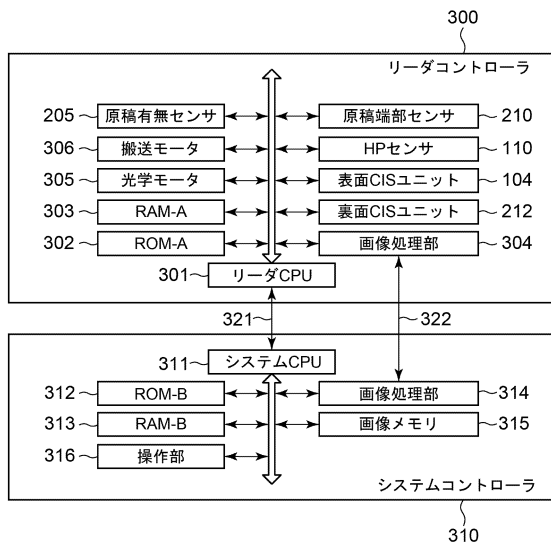 300
リーダコントローラ
205 原稿有無センサ 原稿端部センサ 210
306 搬送モータ HPセンサ 110
305 光学モータ 表面CISユニット 104
303 RAM-A 裏面CISユニット 212
302 ROM-A 画像処理部 304
301 リーダCPU
321 322
311 システムCPU
312 ROM-B 画像処理部 314
313 RAM-B 画像メモリ 315
316 操作部
システムコントローラ
310